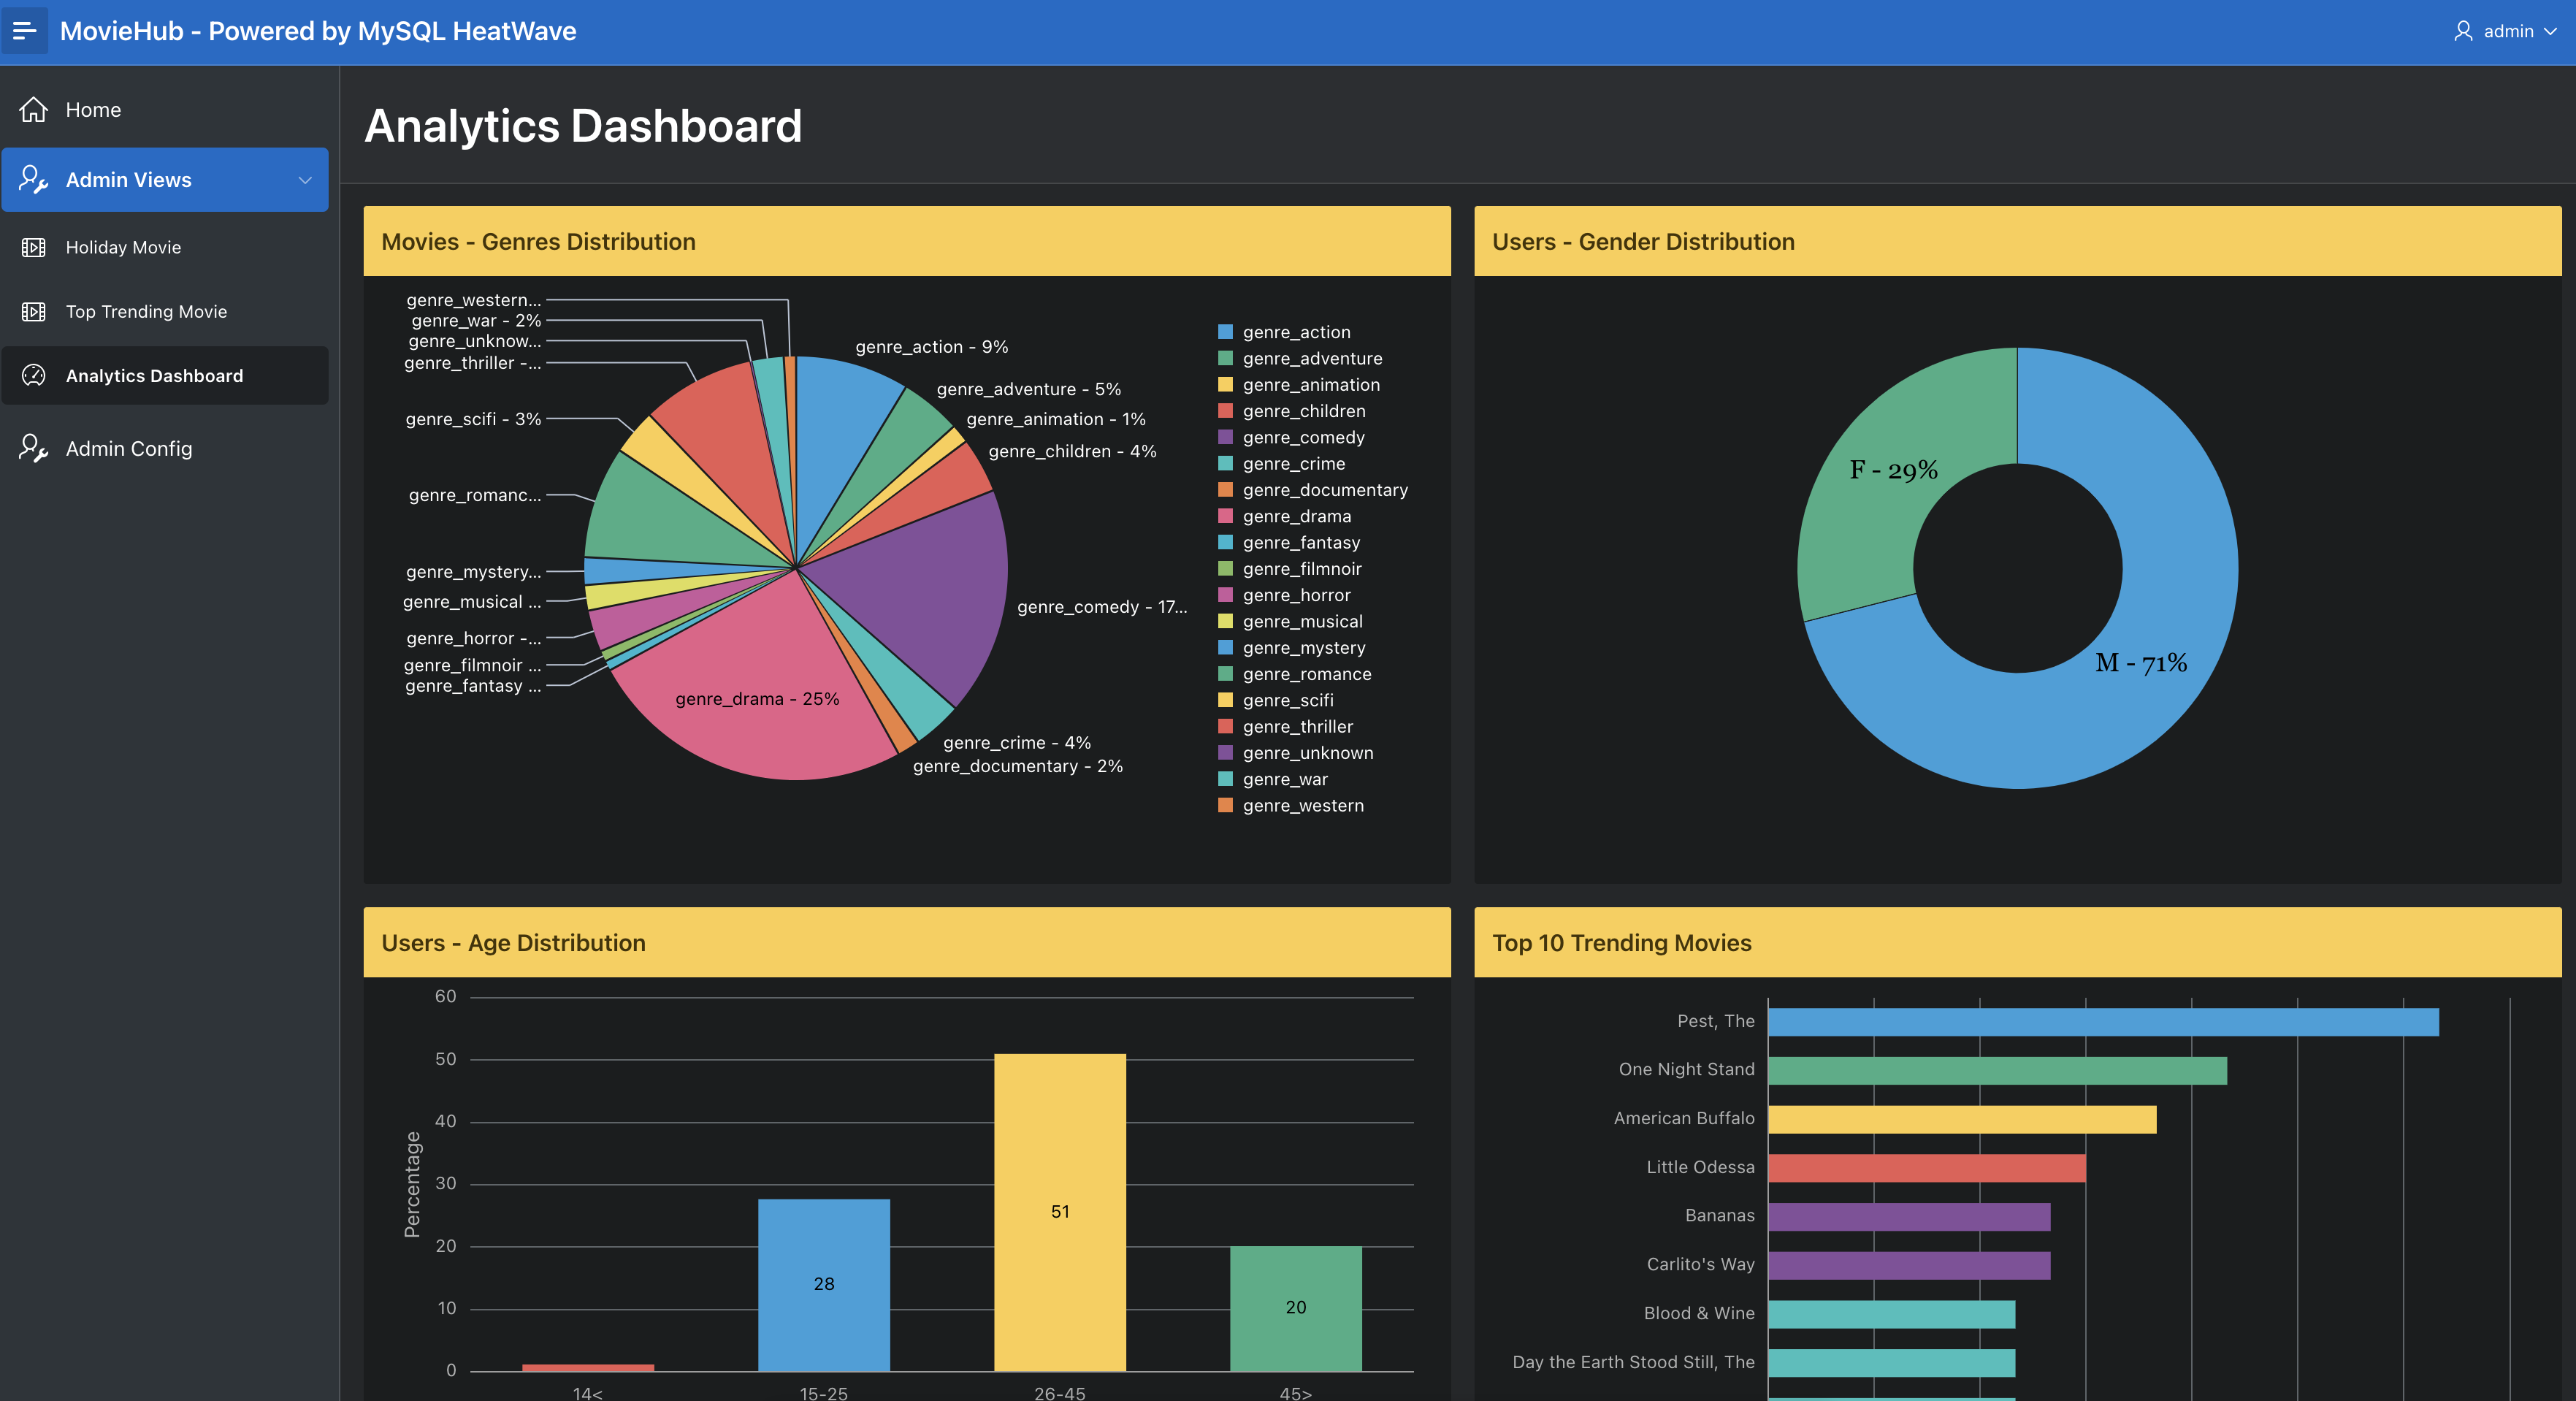 MovieHub - Powered by MySQL HeatWave
admin
Home
Admin Views
Holiday Movie
Top Trending Movie
Analytics Dashboard
Admin Config
Analytics Dashboard
Movies - Genres Distribution
genre_western...
genre_war - 2%
genre_unknow...
genre_thriller -...
genre_scifi - 3%
genre_romanc...
genre_mystery...
genre_musical ...
genre_horror -...
genre_filmnoir ...
genre_fantasy ...
genre_action - 9%
genre_adventure - 5%
genre_animation - 1%
genre_children - 4%
genre_comedy - 17...
genre_crime - 4%
genre_documentary - 2%
genre_drama - 25%
genre_action
genre_adventure
genre_animation
genre_children
genre_comedy
genre_crime
genre_documentary
genre_drama
genre_fantasy
genre_filmnoir
genre_horror
genre_musical
genre_mystery
genre_romance
genre_scifi
genre_thriller
genre_unknown
genre_war
genre_western
Users - Gender Distribution
F - 29%
M - 71%
Users - Age Distribution
Percentage
60
50
40
30
20
10
0
28
51
20
14<
15-25
26-45
45>
Top 10 Trending Movies
Pest, The
One Night Stand
American Buffalo
Little Odessa
Bananas
Carlito's Way
Blood & Wine
Day the Earth Stood Still, The